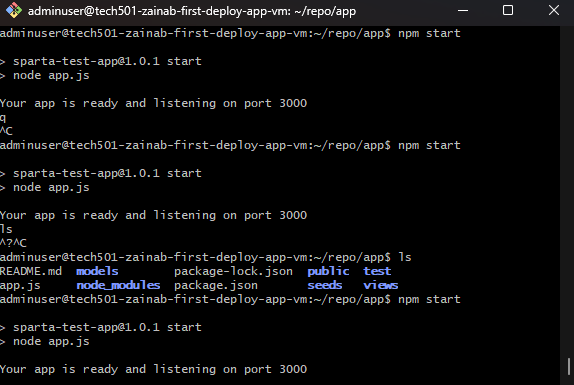 adminuser@tech501-zainab-first-deploy-app-vm: ~/repo/app
adminuser@tech501-zainab-first-deploy-app-vm:~/repo/app$ npm start
> sparta-test-app@1.0.1 start
> node app.js
Your app is ready and listening on port 3000
q
^C
adminuser@tech501-zainab-first-deploy-app-vm:~/repo/app$ npm start
> sparta-test-app@1.0.1 start
> node app.js
Your app is ready and listening on port 3000
ls
^?^C
adminuser@tech501-zainab-first-deploy-app-vm:~/repo/app$ ls
README.md  models        package-lock.json  public  test
app.js     node_modules  package.json       seeds   views
adminuser@tech501-zainab-first-deploy-app-vm:~/repo/app$ npm start
> sparta-test-app@1.0.1 start
> node app.js
Your app is ready and listening on port 3000